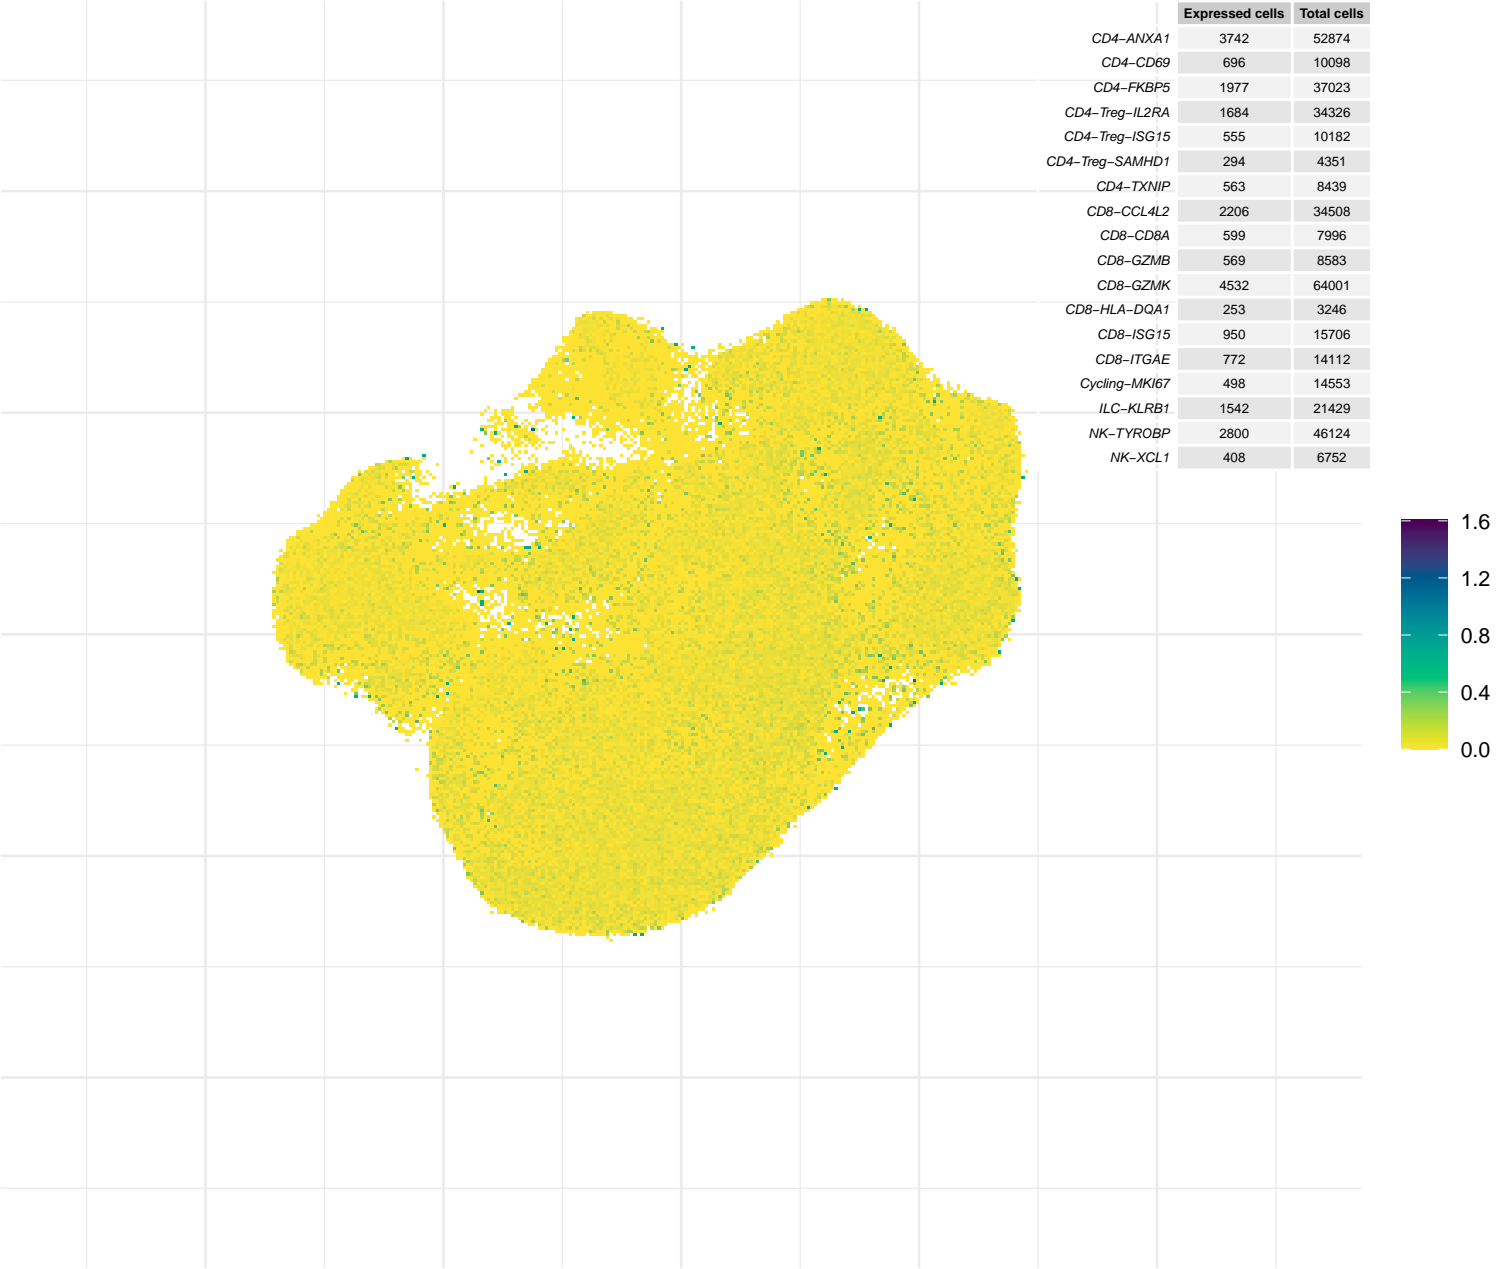 Expressed cells Total cells
CD4−ANXA1 3742 52874
CD4−CD69 696 10098
CD4−FKBP5 1977 37023
CD4−Treg−IL2RA 1684 34326
CD4−Treg−ISG15 555 10182
CD4−Treg−SAMHD1 294 4351
CD4−TXNIP 563 8439
CD8−CCL4L2 2206 34508
CD8−CD8A 599 7996
CD8−GZMB 569 8583
CD8−GZMK 4532 64001
CD8−HLA−DQA1 253 3246
CD8−ISG15 950 15706
CD8−ITGAE 772 14112
Cycling−MKI67 498 14553
ILC−KLRB1 1542 21429
NK−TYROBP 2800 46124
NK−XCL1 408 6752
1.6
1.2
0.8
0.4
0.0